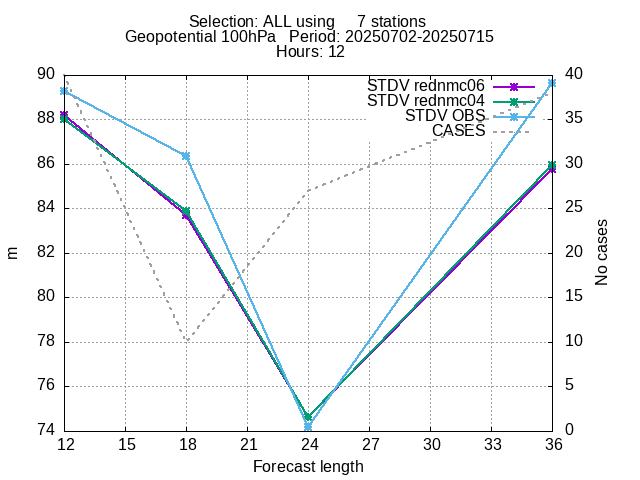 Selection: ALL using     7 stations
Geopotential 100hPa   Period: 20250702-20250715
Hours: 12
90
88
86
84
82
80
78
76
74
m
40
35
30
25
20
15
10
5
0
No cases
STDV rednmc06
STDV rednmc04
STDV OBS
CASES
12 15 18 21 24 27 30 33 36
Forecast length